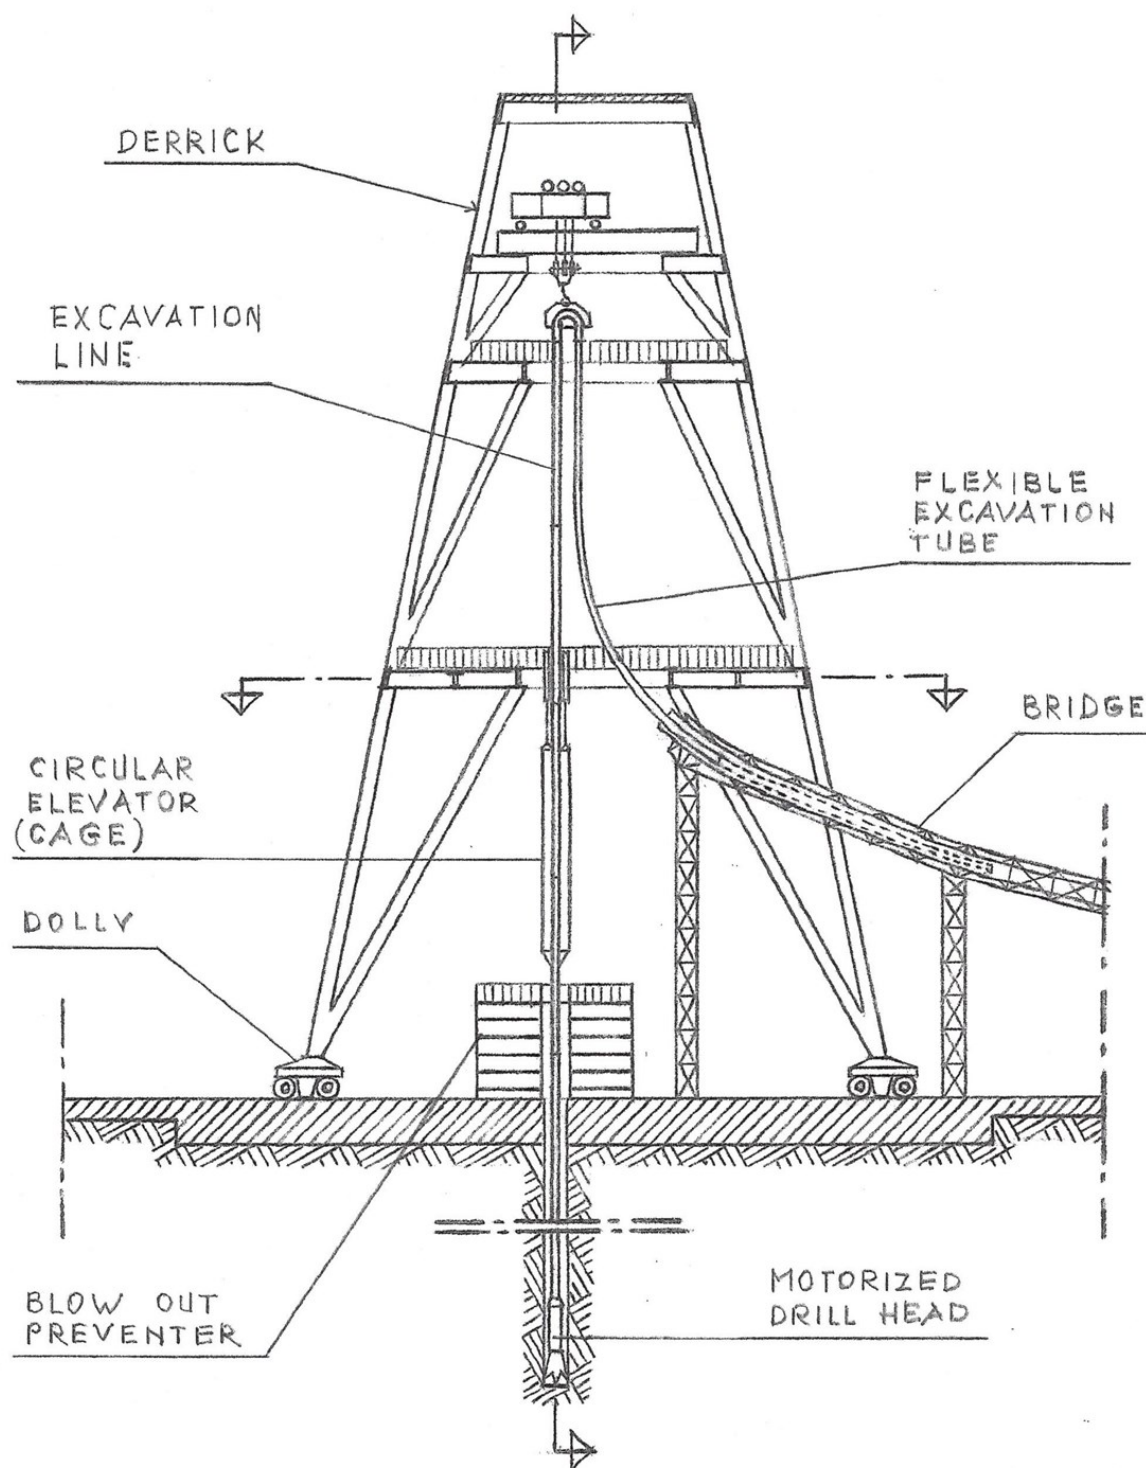 DERRICK
EXCAVATION
LINE
FLEXIBLE
EXCAVATION
TUBE
BRIDGE
CIRCULAR
ELEVATOR
(CAGE)
DOLLY
BLOW OUT
PREVENTER
MOTORIZED
DRILL HEAD